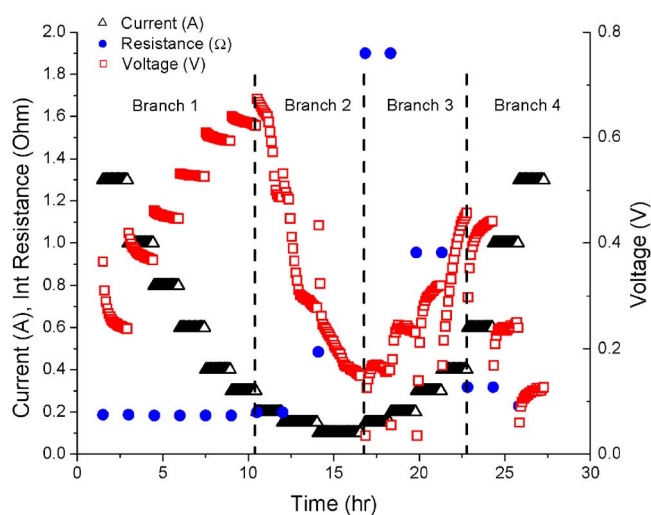 Current (A)
Resistance (Ω)
Voltage (V)
Branch 1
Branch 2
Branch 3
Branch 4
Current (A), Int Resistance (Ohm)
2.0
1.8
1.6
1.4
1.2
1.0
0.8
0.6
0.4
0.2
0.0
0.8
0.6
0.4
0.2
0.0
Voltage (V)
0
5
10
15
20
25
30
Time (hr)